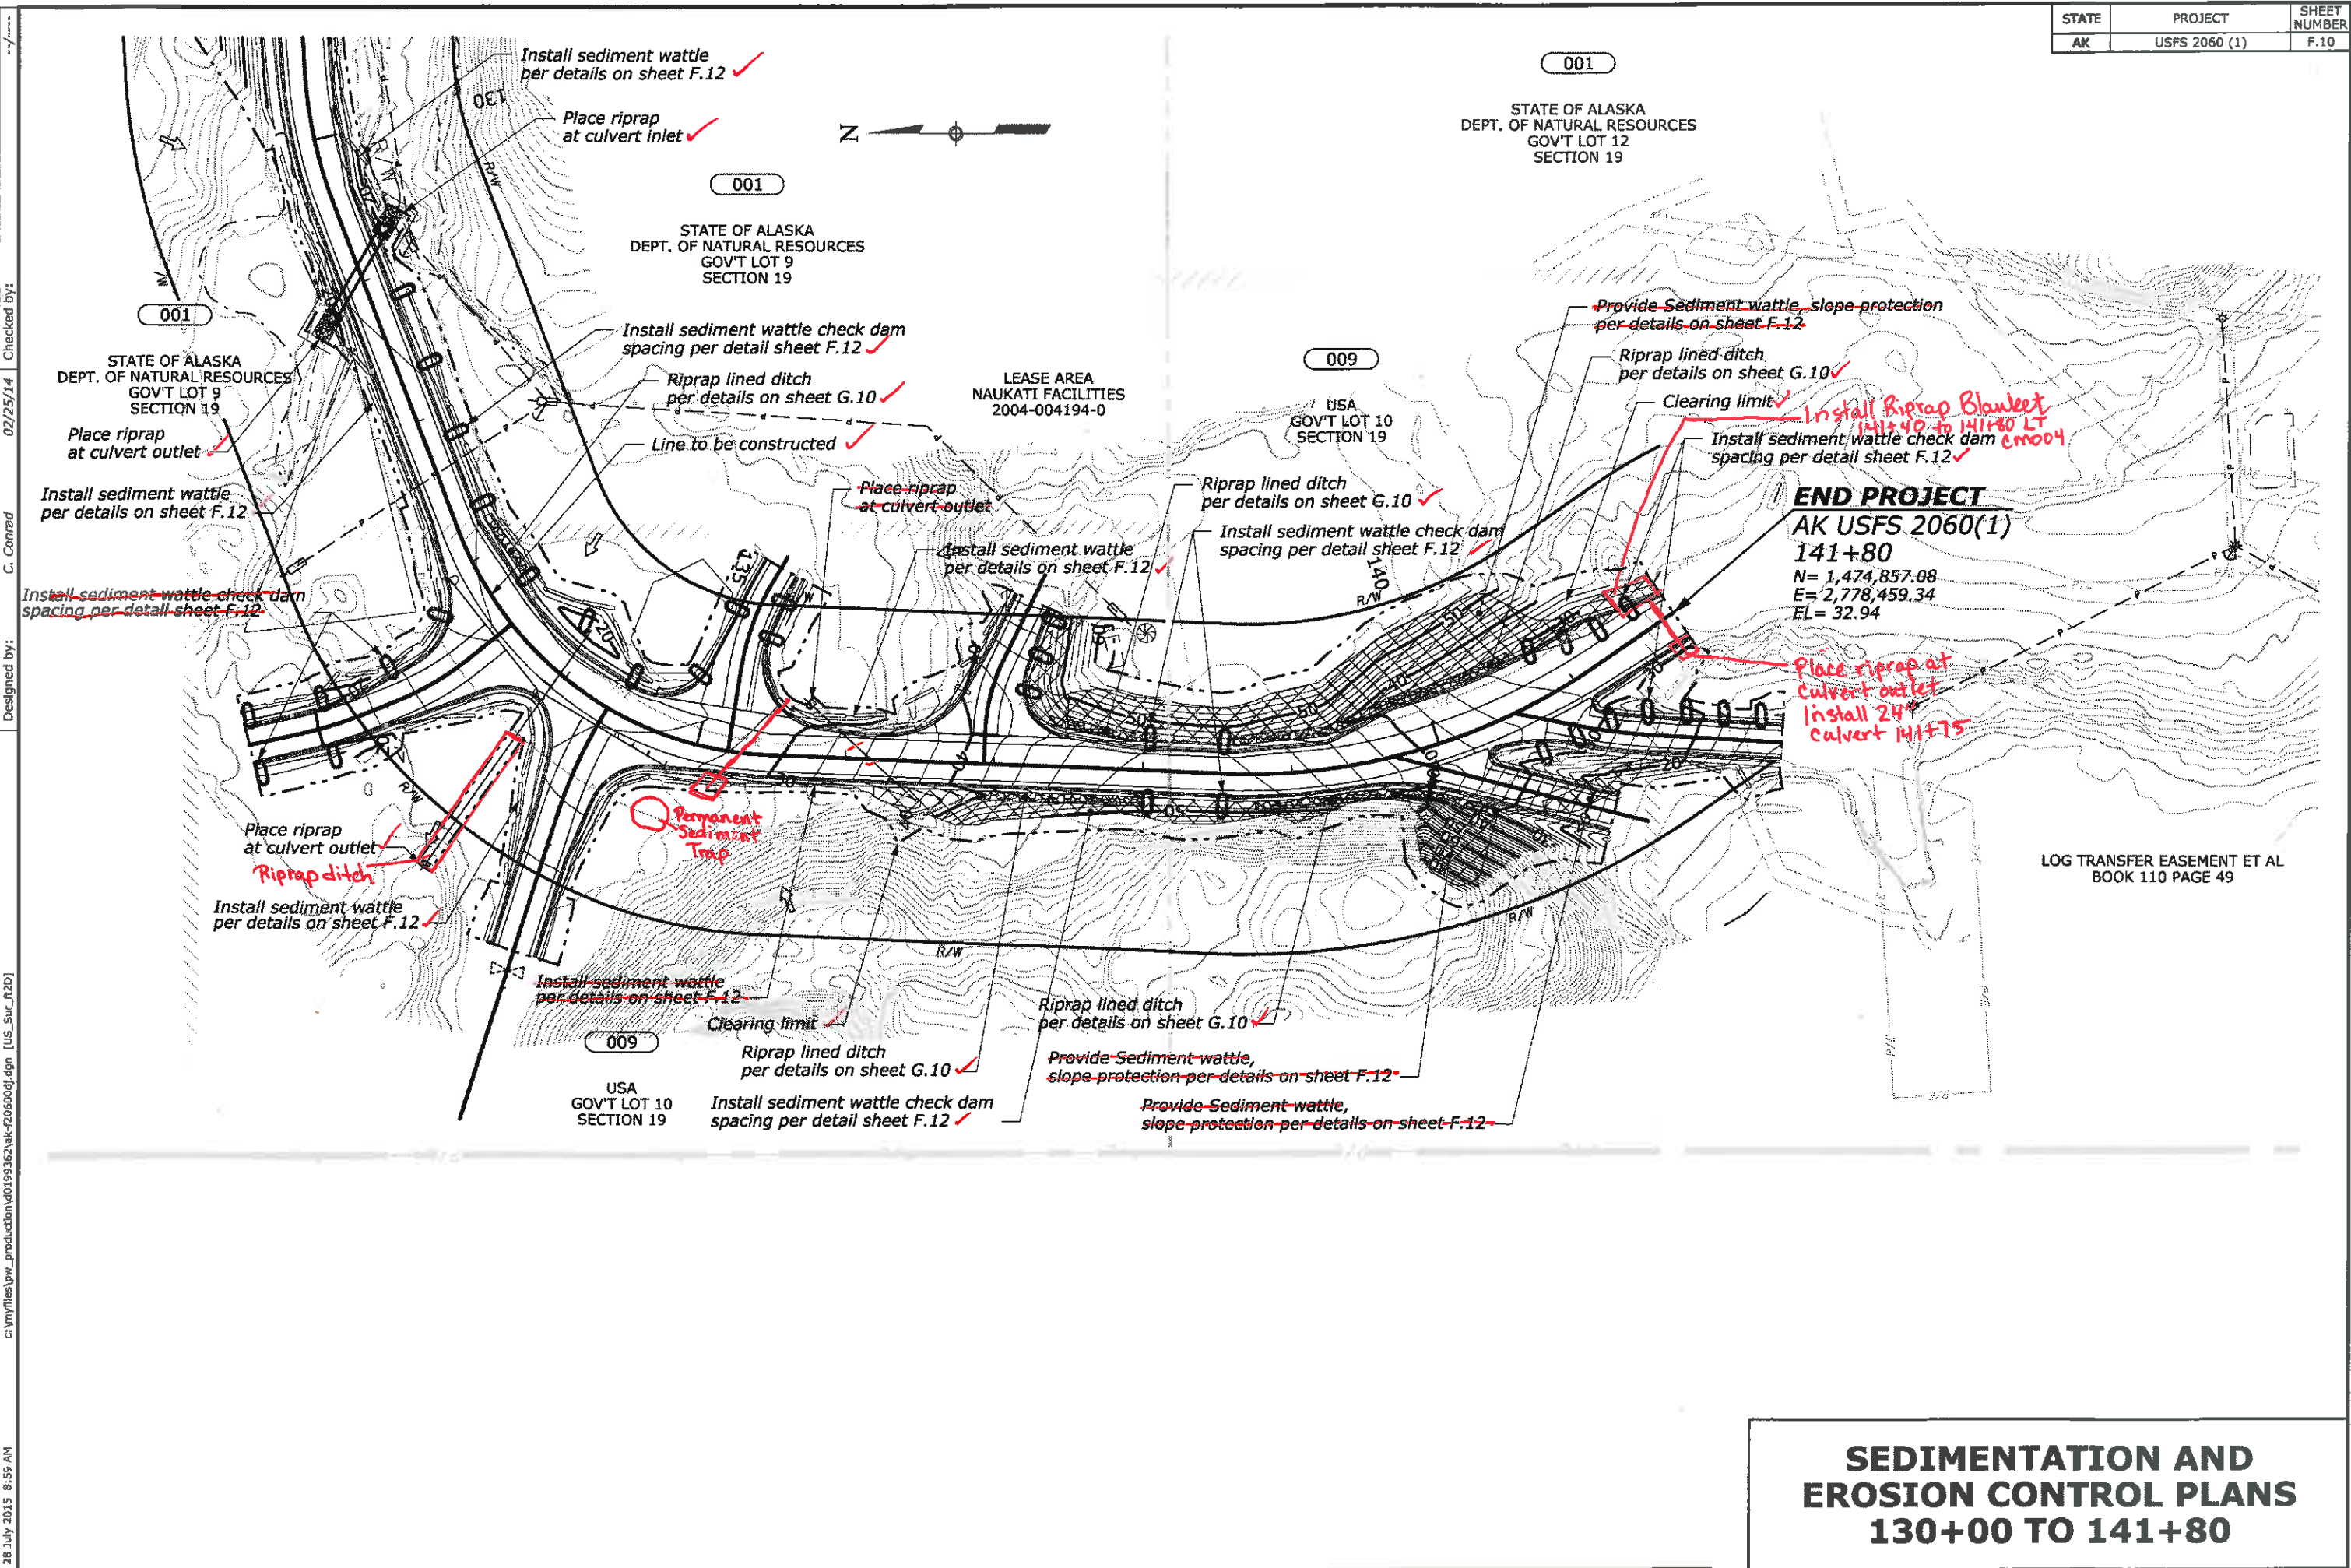 STATE PROJECT SHEET NUMBER
AK USFS 2060 (1) F.10
Install sediment wattle
per details on sheet F.12
130
Place riprap
at culvert inlet
N
R/W
001
STATE OF ALASKA
DEPT. OF NATURAL RESOURCES
GOV'T LOT 12
SECTION 19
001
STATE OF ALASKA
DEPT. OF NATURAL RESOURCES
GOV'T LOT 9
SECTION 19
001
STATE OF ALASKA
DEPT. OF NATURAL RESOURCES
GOV'T LOT 9
SECTION 19
Place riprap
at culvert outlet
Install sediment wattle
per details on sheet F.12
Install sediment wattle check dam
spacing per detail sheet F.12
Install sediment wattle check dam
spacing per detail sheet F.12
Riprap lined ditch
per details on sheet G.10
Line to be constructed
LEASE AREA
NAUKATI FACILITIES
2004-004194-0
Place riprap
at culvert outlet
Install sediment wattle
per details on sheet F.12
135
009
USA
GOV'T LOT 10
SECTION 19
Riprap lined ditch
per details on sheet G.10
Install sediment wattle check dam
spacing per detail sheet F.12
140
R/W
Provide Sediment wattle, slope protection
per details on sheet F.12
Riprap lined ditch
per details on sheet G.10
Clearing limit
Install Riprap Blanket
141+40 to 141+80 LT
CM004
Install sediment wattle check dam
spacing per detail sheet F.12
END PROJECT
AK USFS 2060(1)
141+80
N= 1,474,857.08
E= 2,778,459.34
EL= 32.94
Place riprap at
culvert outlet
Install 24"
culvert 141+75
LOG TRANSFER EASEMENT ET AL
BOOK 110 PAGE 49
Permanent
Sediment
Trap
R/W
Place riprap
at culvert outlet
Riprap ditch
Install sediment wattle
per details on sheet F.12
R/W
R/W
Install sediment wattle
per details on sheet F.12
Clearing limit
009
USA
GOV'T LOT 10
SECTION 19
Riprap lined ditch
per details on sheet G.10
Install sediment wattle check dam
spacing per detail sheet F.12
Riprap lined ditch
per details on sheet G.10
Provide Sediment wattle,
slope protection per details on sheet F.12
Provide Sediment wattle,
slope protection per details on sheet F.12
SEDIMENTATION AND
EROSION CONTROL PLANS
130+00 TO 141+80
Checked by:
02/25/14
C. Conrad
Designed by:
c:\myfiles\pw_production\d0199362\ak-f20600dj.dgn [US_Sur_ft2D]
28 July 2015 8:59 AM